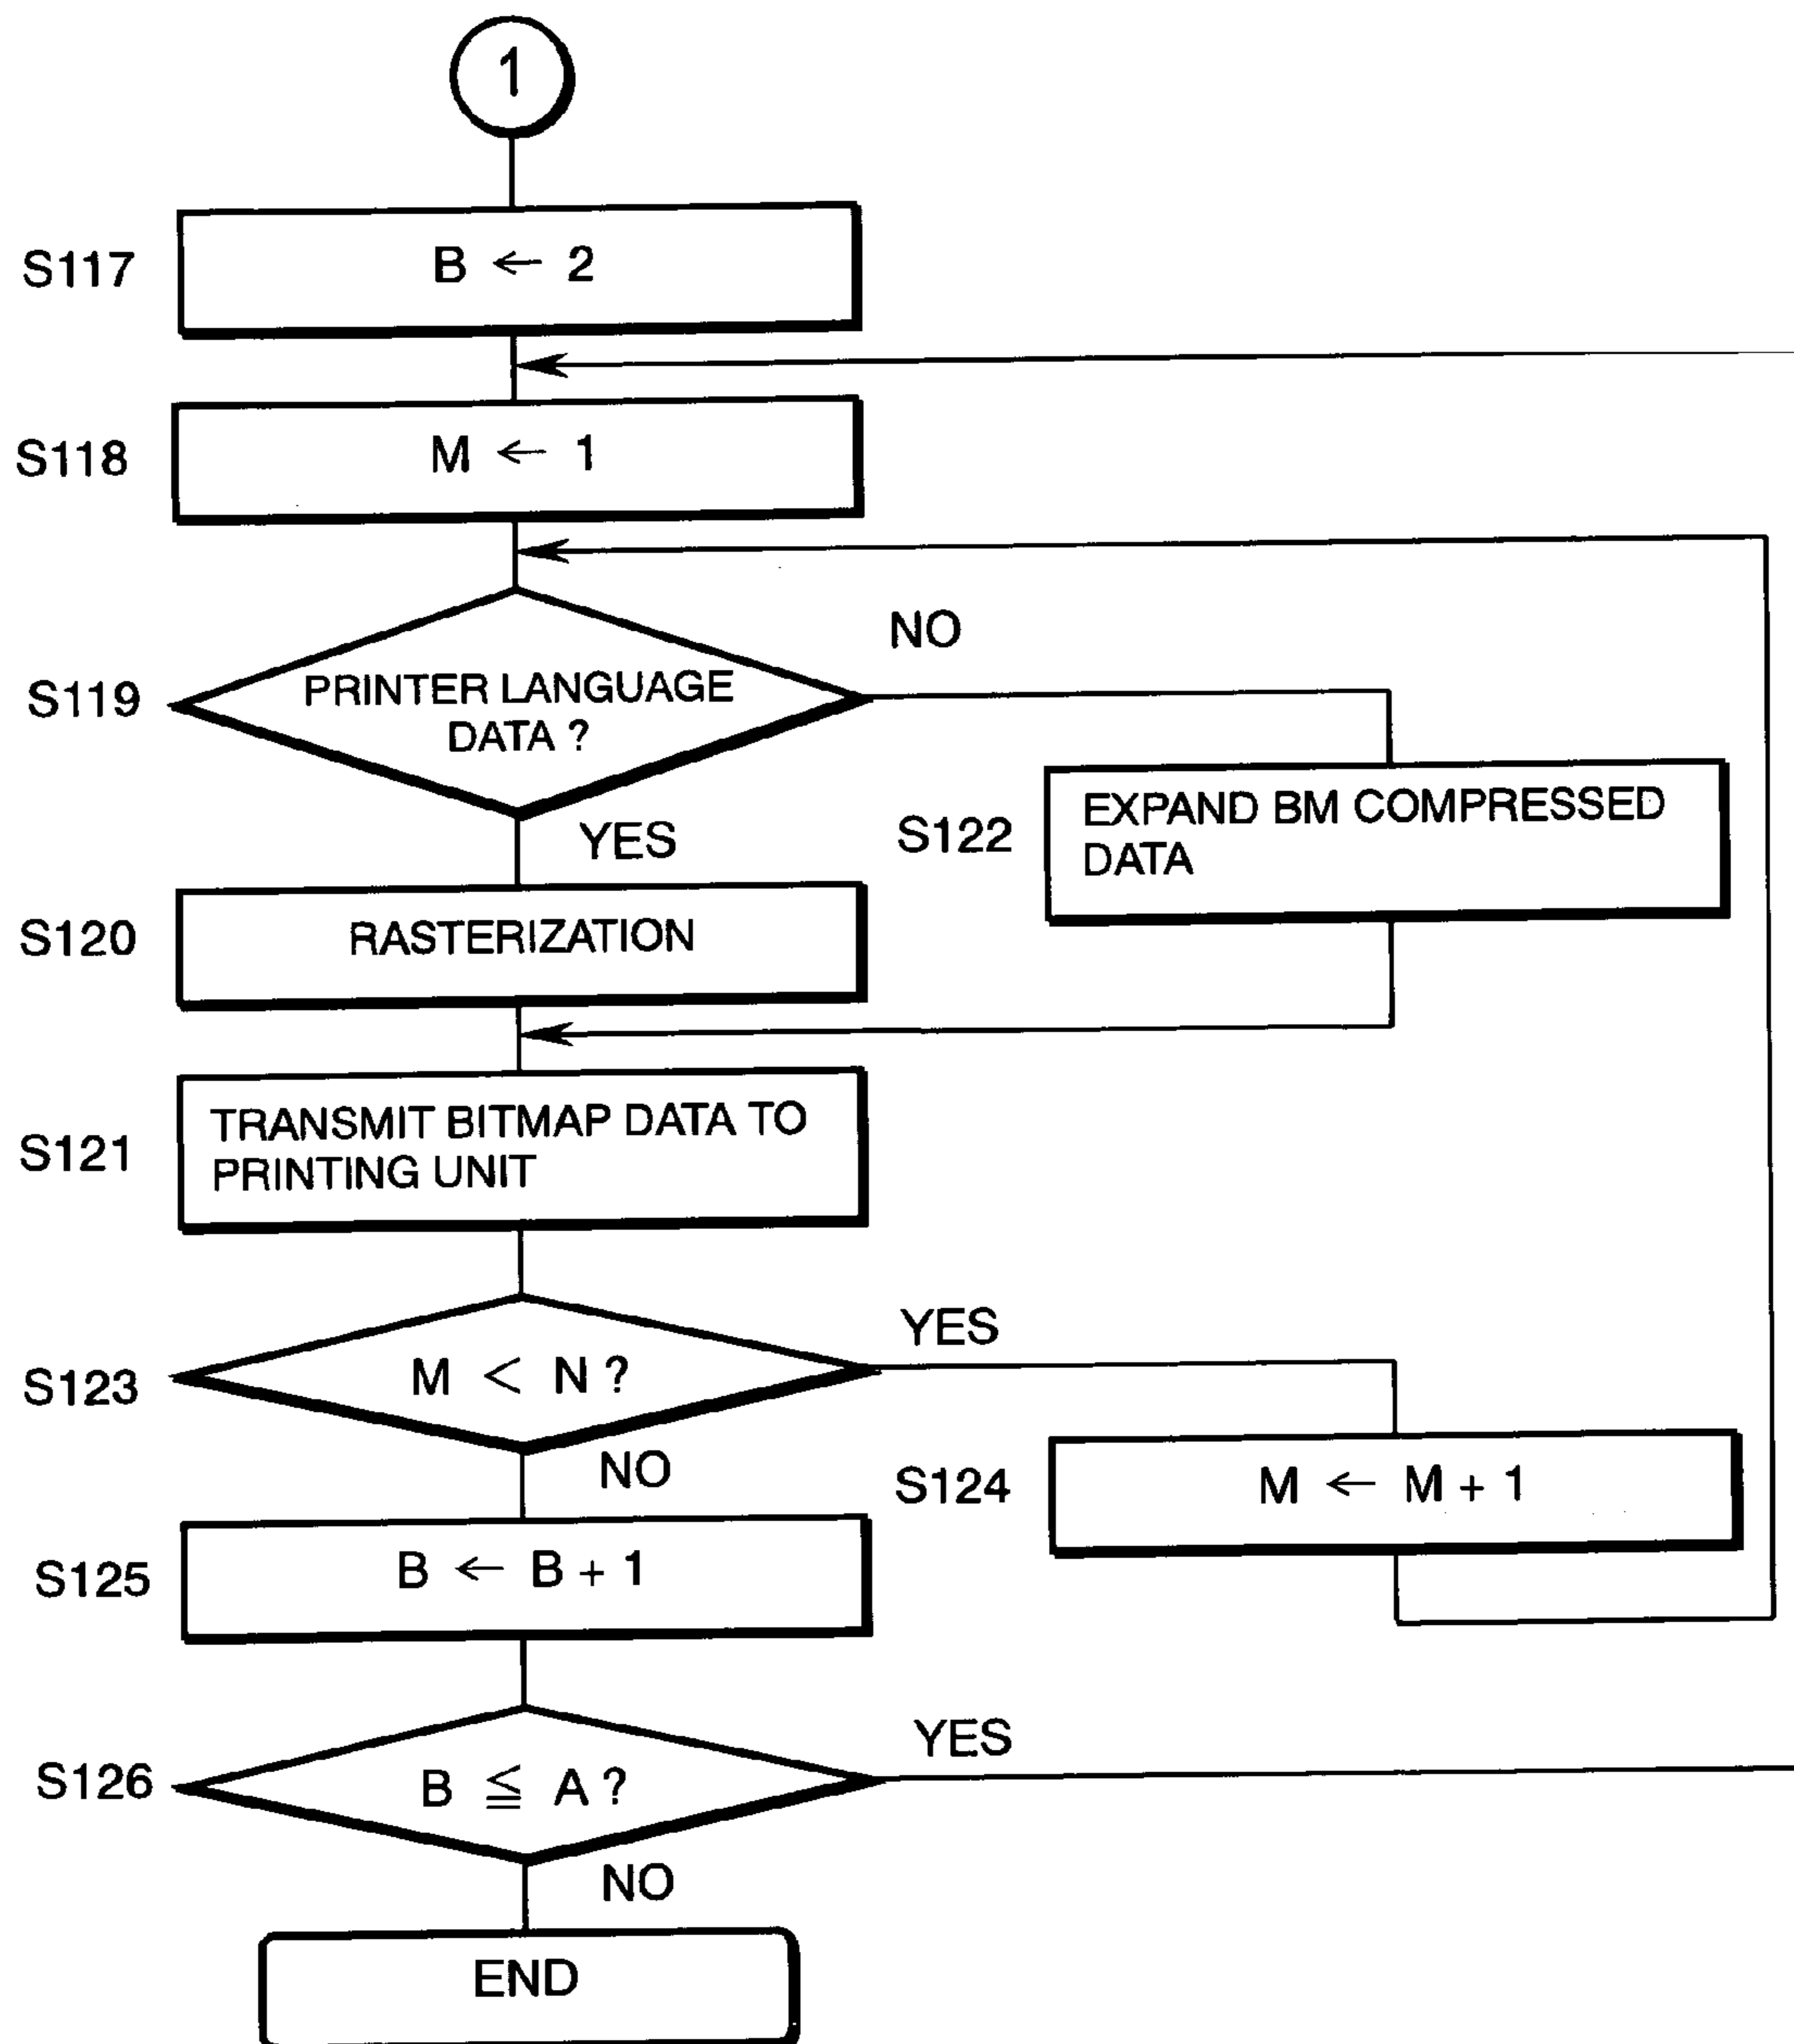 1
S117
B ← 2
S118
M ← 1
NO
S119
PRINTER LANGUAGE
DATA ?
YES
S122
EXPAND BM COMPRESSED
DATA
S120
RASTERIZATION
S121
TRANSMIT BITMAP DATA TO
PRINTING UNIT
YES
S123
M < N ?
NO
S124
M ← M + 1
S125
B ← B + 1
YES
S126
B ≦ A ?
NO
END